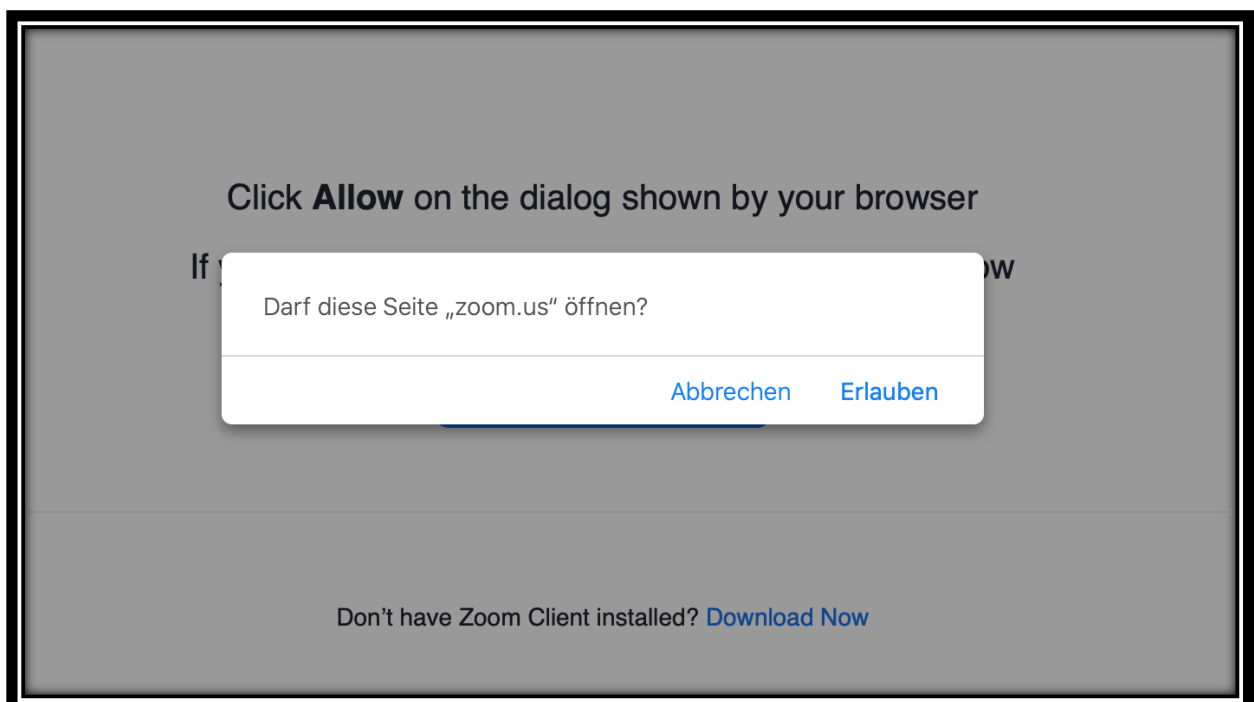 Click Allow on the dialog shown by your browser
If
Darf diese Seite „zoom.us“ öffnen?
Abbrechen Erlauben
Don’t have Zoom Client installed? Download Now